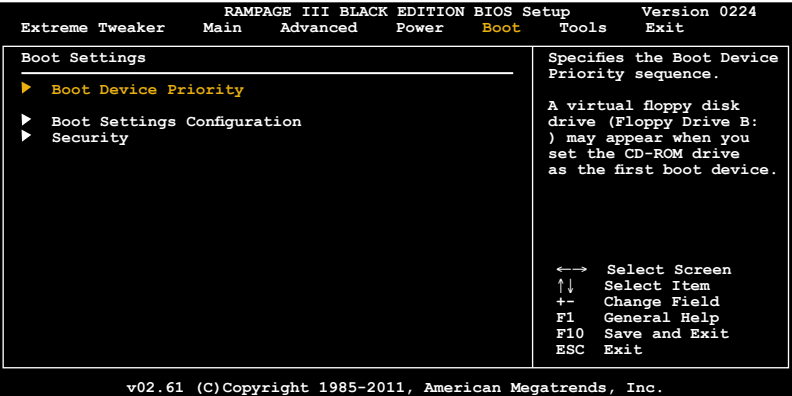 RAMPAGE III BLACK EDITION BIOS Setup Version 0224
Extreme Tweaker Main Advanced Power Boot Tools Exit
Boot Settings
Boot Device Priority
Boot Settings Configuration
Security
Specifies the Boot Device
Priority sequence.
A virtual floppy disk
drive (Floppy Drive B:
) may appear when you
set the CD-ROM drive
as the first boot device.
←→ Select Screen
↑↓ Select Item
+- Change Field
F1 General Help
F10 Save and Exit
ESC Exit
v02.61 (C)Copyright 1985-2011, American Megatrends, Inc.